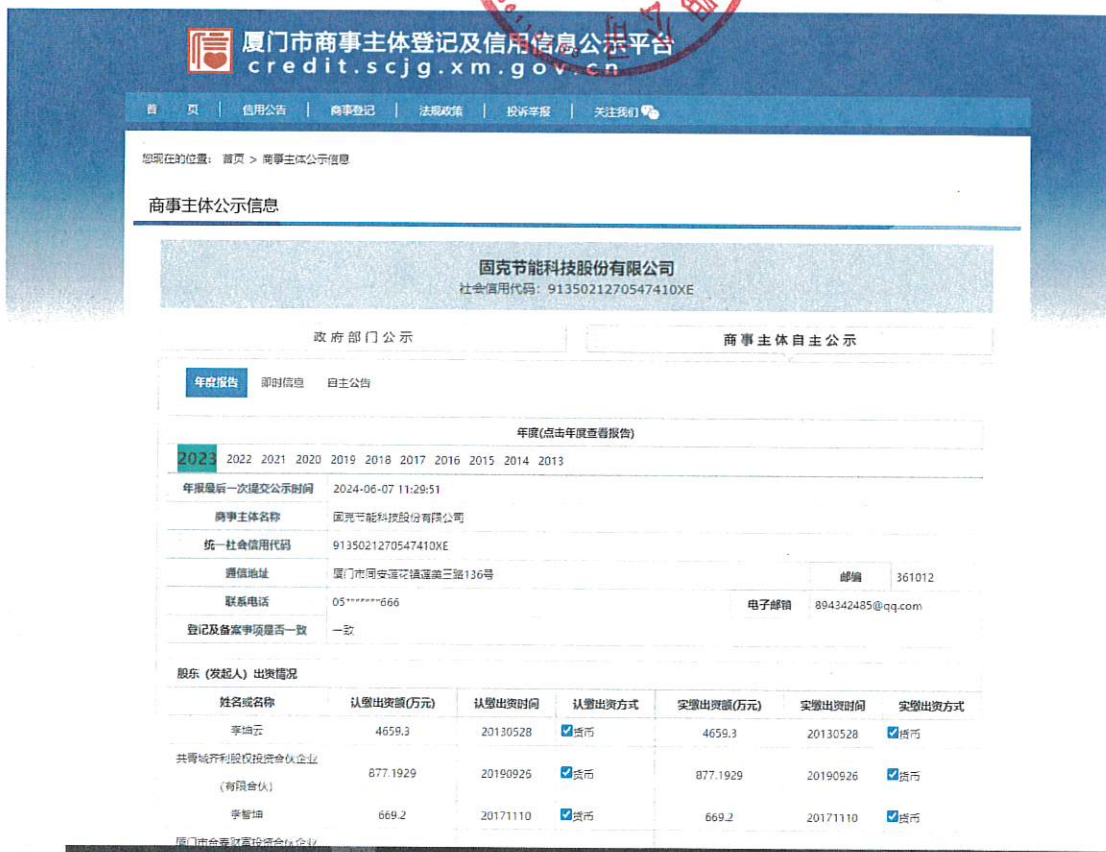 厦门市商事主体登记及信用信息公示平台
credit.scjg.xm.gov.cn
首 页 | 信用公告 | 商事登记 | 法规政策 | 投诉举报 | 关注我们
您现在的位置： 首页 > 商事主体公示信息
商事主体公示信息
固克节能科技股份有限公司
社会信用代码：9135021270547410XE
政府部门公示 商事主体自主公示
年度报告 即时信息 自主公告
年度(点击年度查看报告)
2023 2022 2021 2020 2019 2018 2017 2016 2015 2014 2013
年报最后一次提交公示时间 2024-06-07 11:29:51
商事主体名称 固克节能科技股份有限公司
统一社会信用代码 9135021270547410XE
通信地址 厦门市同安莲花镇莲美三路136号 邮编 361012
联系电话 05*******666 电子邮箱 894342485@qq.com
登记及备案事项是否一致 一致
股东（发起人）出资情况
姓名或名称 认缴出资额(万元) 认缴出资时间 认缴出资方式 实缴出资额(万元) 实缴出资时间 实缴出资方式
李坤云 4659.3 20130528 货币 4659.3 20130528 货币
共青城齐利股权投资合伙企业
（有限合伙） 877.1929 20190926 货币 877.1929 20190926 货币
李智坤 669.2 20171110 货币 669.2 20171110 货币